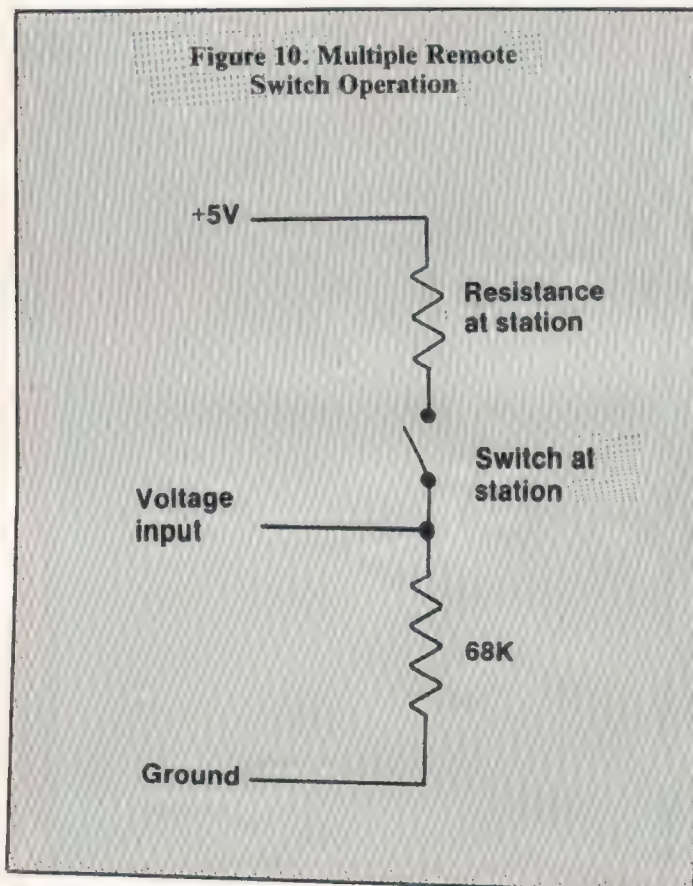 Figure 10. Multiple Remote
Switch Operation
+5V
Resistance
at station
Switch at
station
Voltage
input
68K
Ground